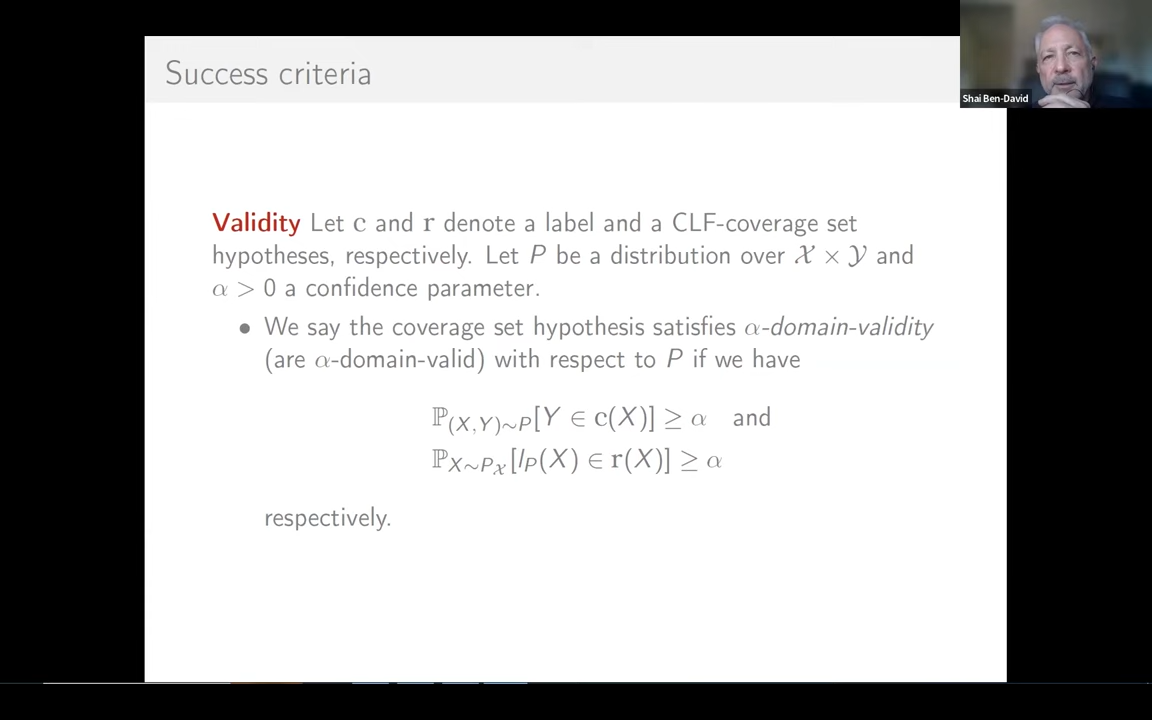 Success criteria
Shai Ben-David
Validity Let c and r denote a label and a CLF-coverage set
hypotheses, respectively. Let P be a distribution over 𝒳 × 𝒴 and
α > 0 a confidence parameter.
• We say the coverage set hypothesis satisfies α-domain-validity
(are α-domain-valid) with respect to P if we have
ℙ_{(X,Y)∼P}[Y ∈ c(X)] ≥ α and
ℙ_{X∼P_𝒳}[l_P(X) ∈ r(X)] ≥ α
respectively.